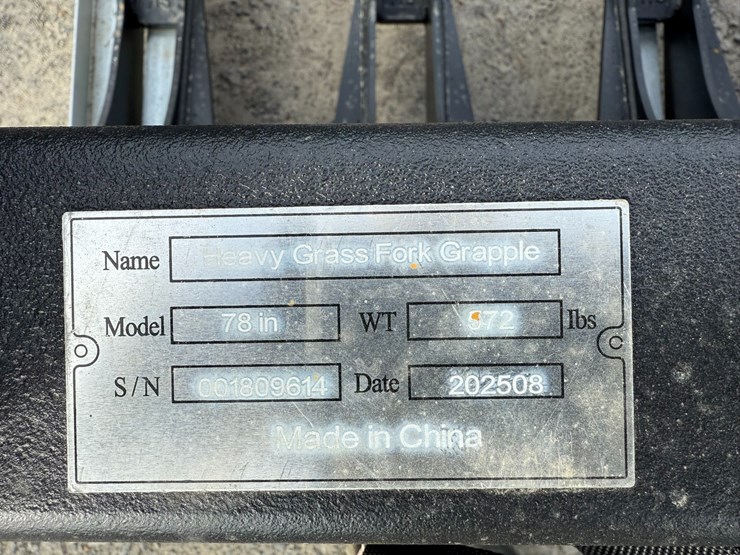 Name Heavy Grass Fork Grapple
Model 78 in WT lbs
S/N 001809614 Date 202508
Made in China